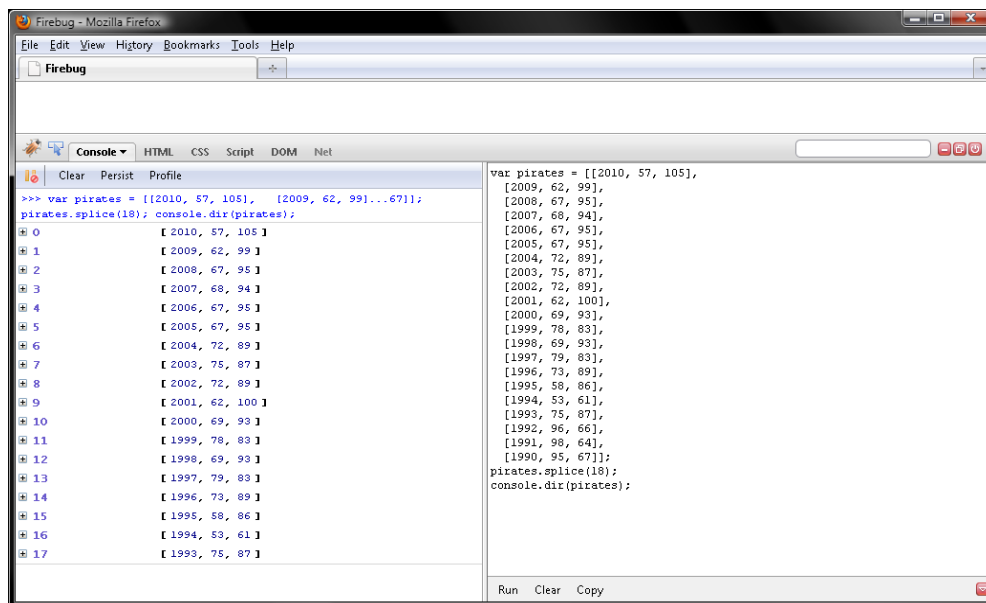 Firebug - Mozilla Firefox
File Edit View History Bookmarks Tools Help
Firebug
Console HTML CSS Script DOM Net
Clear Persist Profile
>>> var pirates = [[2010, 57, 105], [2009, 62, 99]...67]];
pirates.splice(18); console.dir(pirates);
0 [ 2010, 57, 105 ]
1 [ 2009, 62, 99 ]
2 [ 2008, 67, 95 ]
3 [ 2007, 68, 94 ]
4 [ 2006, 67, 95 ]
5 [ 2005, 67, 95 ]
6 [ 2004, 72, 89 ]
7 [ 2003, 75, 87 ]
8 [ 2002, 72, 89 ]
9 [ 2001, 62, 100 ]
10 [ 2000, 69, 93 ]
11 [ 1999, 78, 83 ]
12 [ 1998, 69, 93 ]
13 [ 1997, 79, 83 ]
14 [ 1996, 73, 89 ]
15 [ 1995, 58, 86 ]
16 [ 1994, 53, 61 ]
17 [ 1993, 75, 87 ]
var pirates = [[2010, 57, 105],
[2009, 62, 99],
[2008, 67, 95],
[2007, 68, 94],
[2006, 67, 95],
[2005, 67, 95],
[2004, 72, 89],
[2003, 75, 87],
[2002, 72, 89],
[2001, 62, 100],
[2000, 69, 93],
[1999, 78, 83],
[1998, 69, 93],
[1997, 79, 83],
[1996, 73, 89],
[1995, 58, 86],
[1994, 53, 61],
[1993, 75, 87],
[1992, 96, 66],
[1991, 98, 64],
[1990, 95, 67]];
pirates.splice(18);
console.dir(pirates);
Run Clear Copy